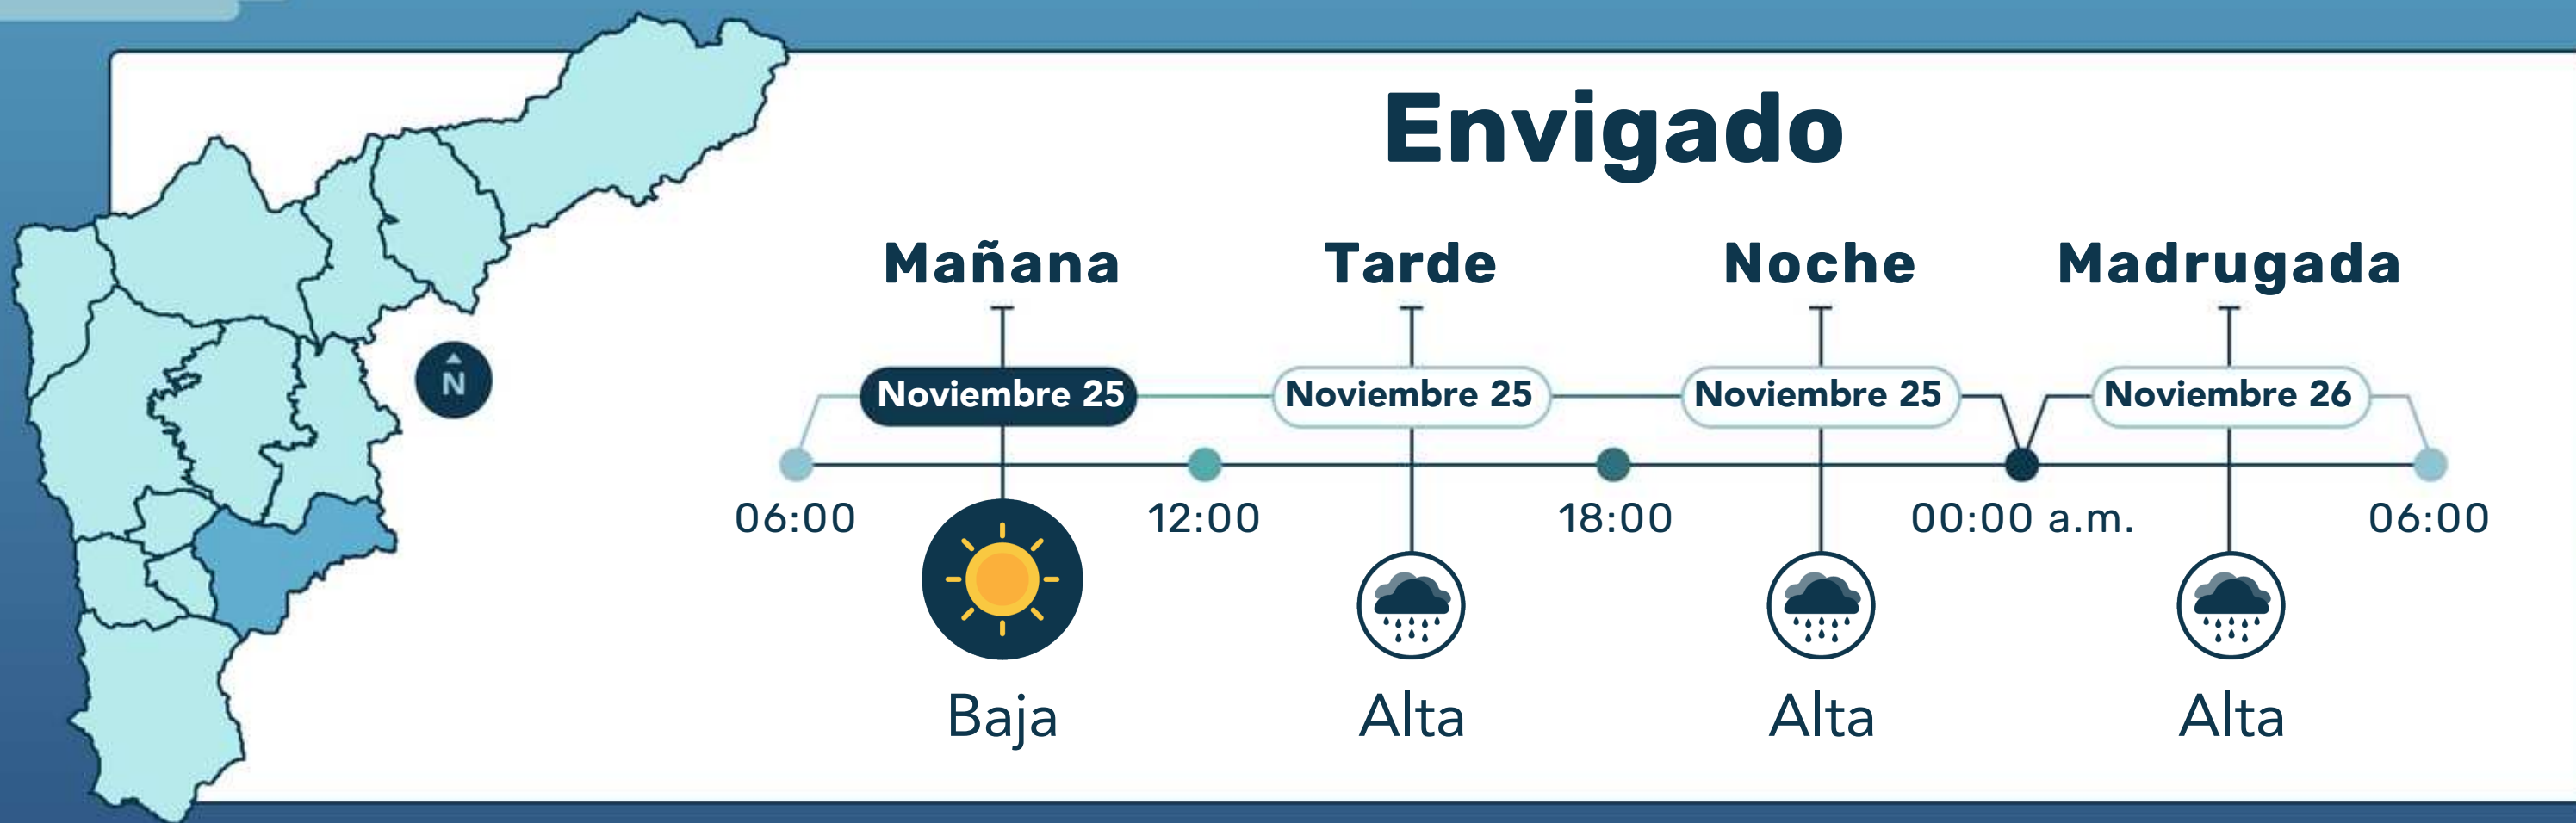 Envigado
Mañana Tarde Noche Madrugada
N
Noviembre 25 Noviembre 25 Noviembre 25 Noviembre 26
06:00 12:00 18:00 00:00 a.m. 06:00
Baja Alta Alta Alta